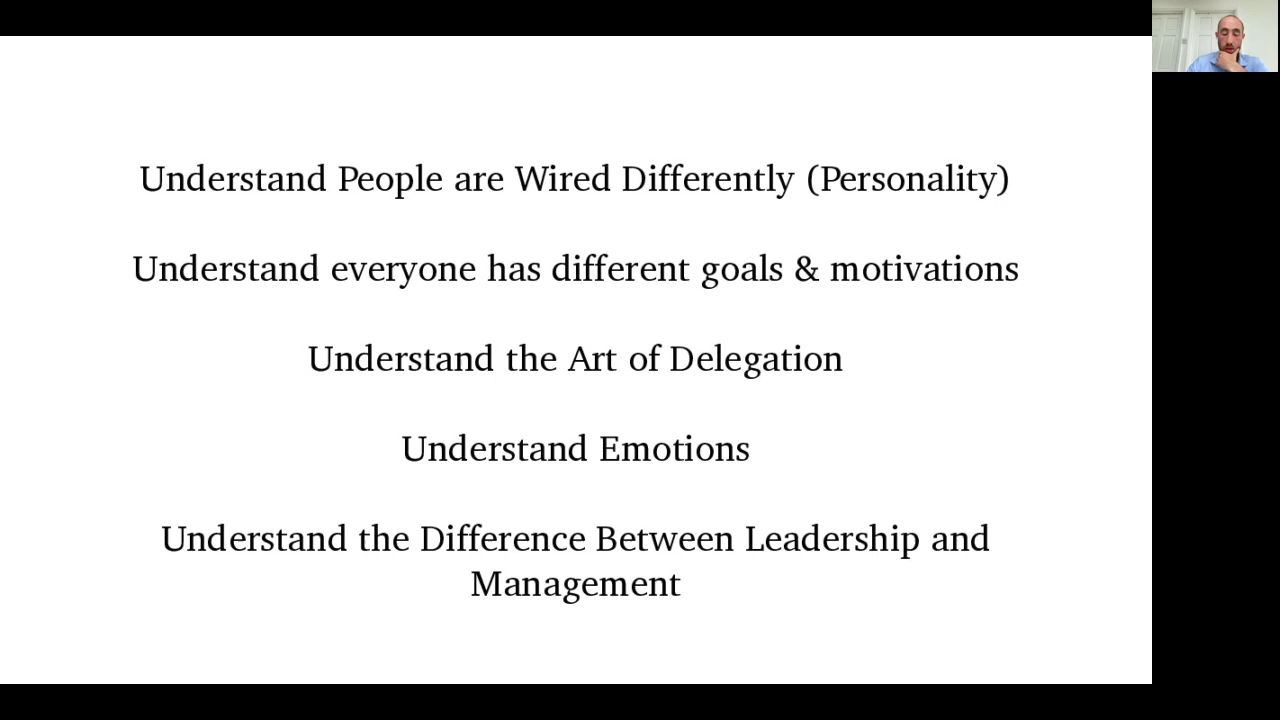 Understand People are Wired Differently (Personality)
Understand everyone has different goals & motivations
Understand the Art of Delegation
Understand Emotions
Understand the Difference Between Leadership and
Management